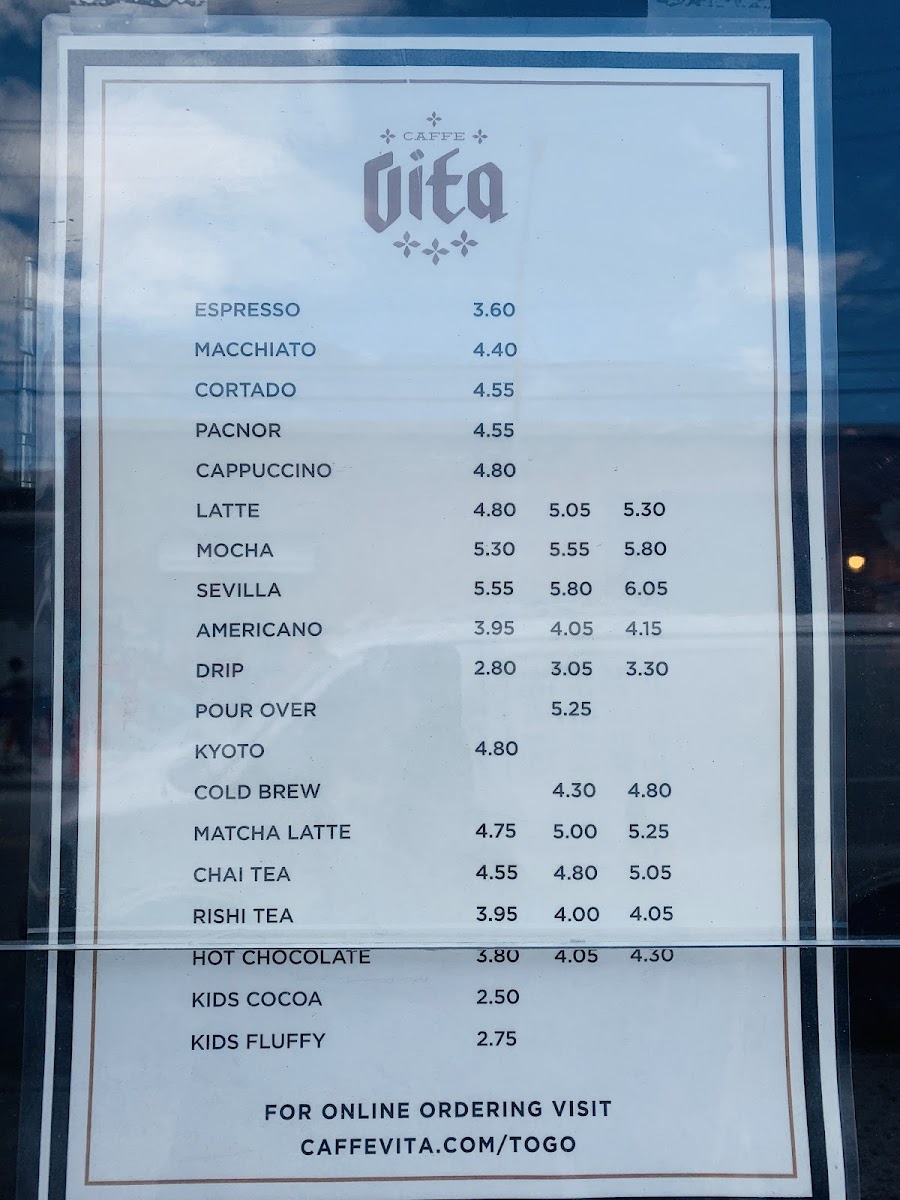 CAFFE
Vita
ESPRESSO 3.60
MACCHIATO 4.40
CORTADO 4.55
PACNOR 4.55
CAPPUCCINO 4.80
LATTE 4.80 5.05 5.30
MOCHA 5.30 5.55 5.80
SEVILLA 5.55 5.80 6.05
AMERICANO 3.95 4.05 4.15
DRIP 2.80 3.05 3.30
POUR OVER 5.25
KYOTO 4.80
COLD BREW 4.30 4.80
MATCHA LATTE 4.75 5.00 5.25
CHAI TEA 4.55 4.80 5.05
RISHI TEA 3.95 4.00 4.05
HOT CHOCOLATE 3.80 4.05 4.30
KIDS COCOA 2.50
KIDS FLUFFY 2.75
FOR ONLINE ORDERING VISIT
CAFFEVITA.COM/TOGO